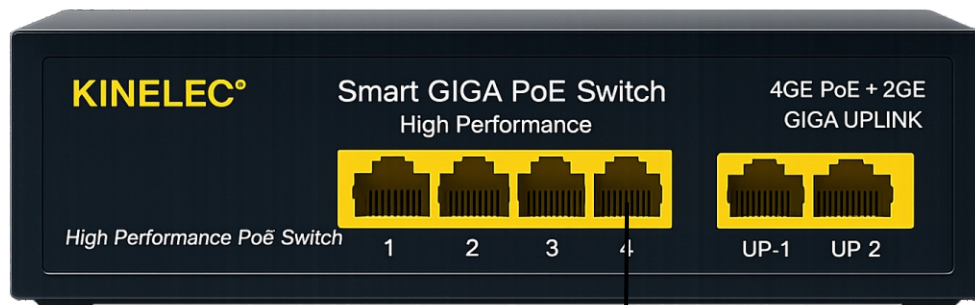 KINELEC®
Smart GIGA PoE Switch
High Performance
4GE PoE + 2GE
GIGA UPLINK
High Performance Poẽ Switch
1 2 3 4
UP-1 UP 2